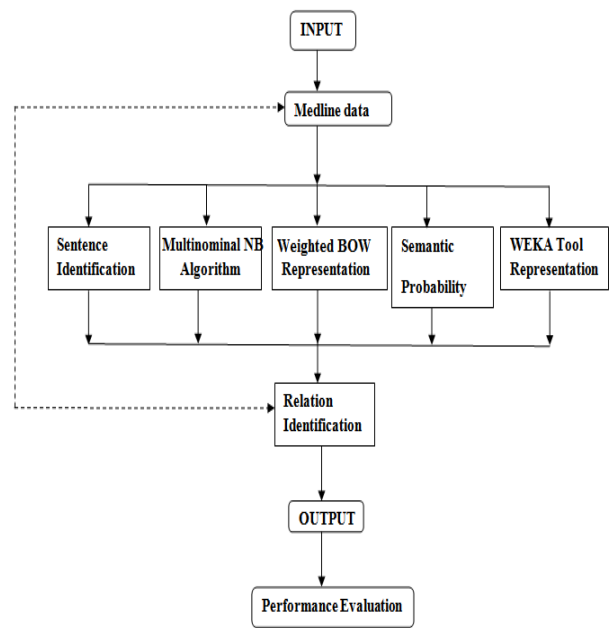 INPUT
Medline data
Sentence
Identification
Multinominal NB
Algorithm
Weighted BOW
Representation
Semantic
Probability
WEKA Tool
Representation
Relation
Identification
OUTPUT
Performance Evaluation